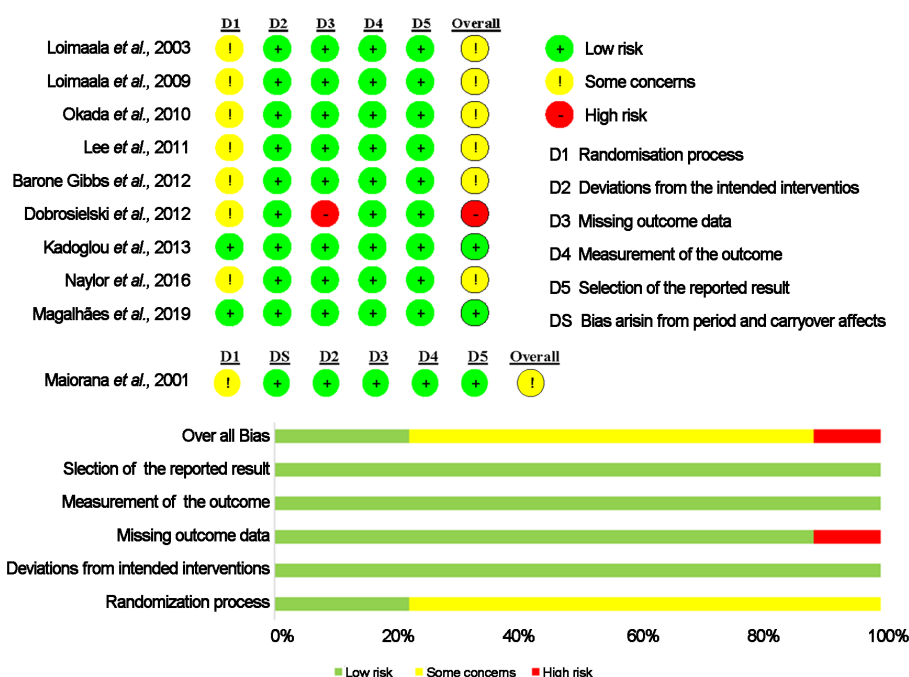 D1 D2 D3 D4 D5 Overall
Loimaala et al., 2003 ! + + + + !
Loimaala et al., 2009 ! + + + + !
Okada et al., 2010 ! + + + + !
Lee et al., 2011 ! + + + + !
Barone Gibbs et al., 2012 ! + + + + !
Dobrosielski et al., 2012 ! + - + + -
Kadoglou et al., 2013 + + + + + +
Naylor et al., 2016 ! + + + + !
Magalhães et al., 2019 + + + + + +
+ Low risk
! Some concerns
- High risk
D1 Randomisation process
D2 Deviations from the intended interventios
D3 Missing outcome data
D4 Measurement of the outcome
D5 Selection of the reported result
DS Bias arisin from period and carryover affects
D1 DS D2 D3 D4 D5 Overall
Maiorana et al., 2001 ! + + + + + !
Over all Bias
Slection of the reported result
Measurement of the outcome
Missing outcome data
Deviations from intended interventions
Randomization process
0% 20% 40% 60% 80% 100%
Low risk Some concerns High risk